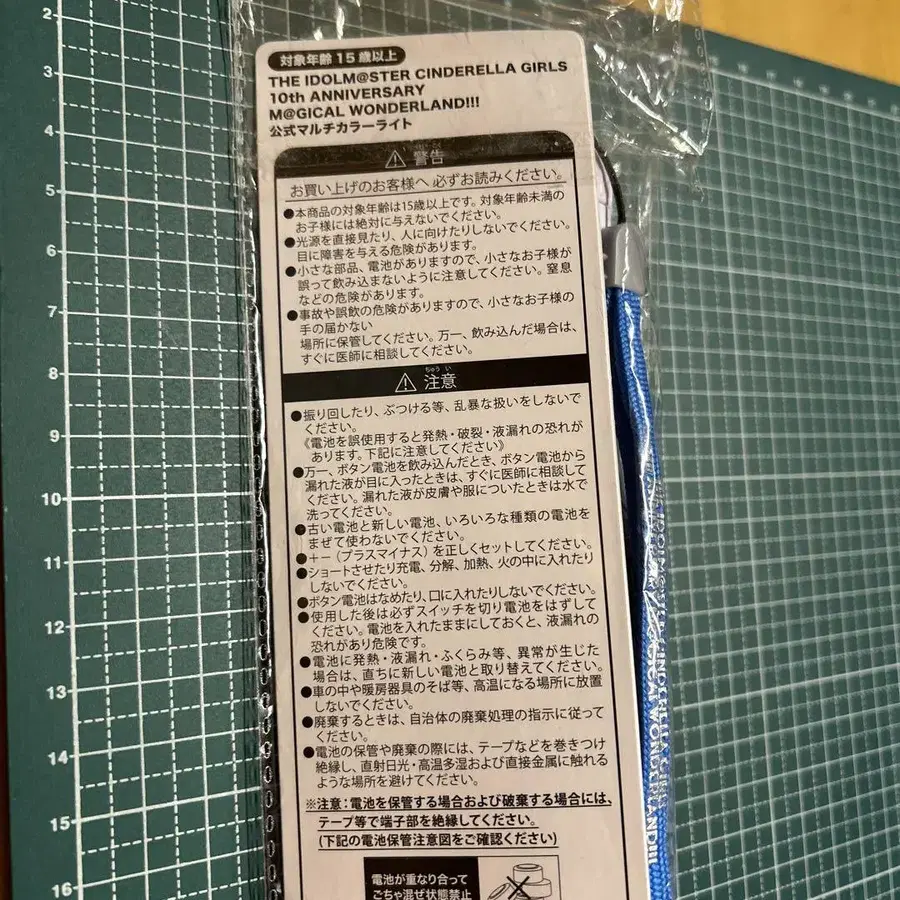 対象年齢 15 歳以上
THE IDOLM@STER CINDERELLA GIRLS
10th ANNIVERSARY
M@GICAL WONDERLAND!!!
公式マルチカラーライト
警告
お買い上げのお客様へ 必ずお読みください。
●本商品の対象年齢は15歳以上です。対象年齢未満の
お子様には絶対に与えないでください。
●光源を直接見たり、人に向けたりしないでください。
目に障害を与える危険があります。
●小さな部品、電池がありますので、小さなお子様が
誤って飲み込まないように注意してください。窒息
などの危険があります。
●事故や誤飲の危険がありますので、小さなお子様の
手の届かない
場所に保管してください。万一、飲み込んだ場合は、
すぐに医師に相談してください。
ちゅう い
注意
●振り回したり、ぶつける等、乱暴な扱いをしないで
ください。
《電池を誤使用すると発熱・破裂・液漏れの恐れが
あります。下記に注意してください》
●万一、ボタン電池を飲み込んだとき、ボタン電池から
漏れた液が目に入ったときは、すぐに医師に相談して
ください。漏れた液が皮膚や服についたときは水で
洗ってください。
●古い電池と新しい電池、いろいろな種類の電池を
まぜて使わないでください。
●＋－（プラスマイナス）を正しくセットしてください。
●ショートさせたり充電、分解、加熱、火の中に入れたり
しないでください。
●ボタン電池はなめたり、口に入れたりしないでください。
●使用した後は必ずスイッチを切り電池をはずして
ください。電池を入れたままにしておくと、液漏れの
恐れがあり危険です。
●電池に発熱・液漏れ・ふくらみ等、異常が生じた
場合は、直ちに新しい電池と取り替えてください。
●車の中や暖房器具のそば等、高温になる場所に放置
しないでください。
●廃棄するときは、自治体の廃棄処理の指示に従って
ください。
●電池の保管や廃棄の際には、テープなどを巻きつけ
絶縁し、直射日光・高温多湿および直接金属に触れる
ような場所を避けてください。
※注意：電池を保管する場合および破棄する場合には、
テープ等で端子部を絶縁してください。
(下記の電池保管注意図をご確認ください)
電池が重なり合って
ごちゃ混ぜ状態禁止
THE IDOLM@STER CINDERELLA GIRLS
M@GICAL WONDERLAND!!!
2
3
4
5
6
7
8
9
10
11
12
13
14
15
16